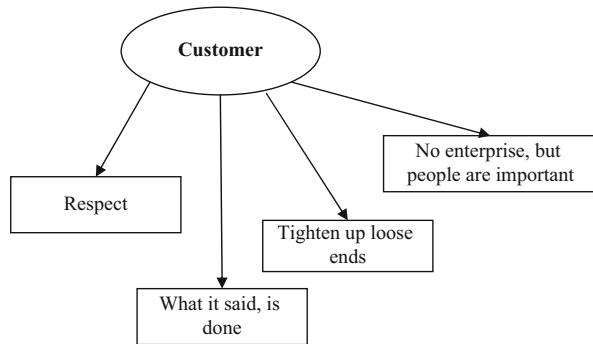 Customer
No enterprise, but
people are important
Respect
Tighten up loose
ends
What it said, is
done